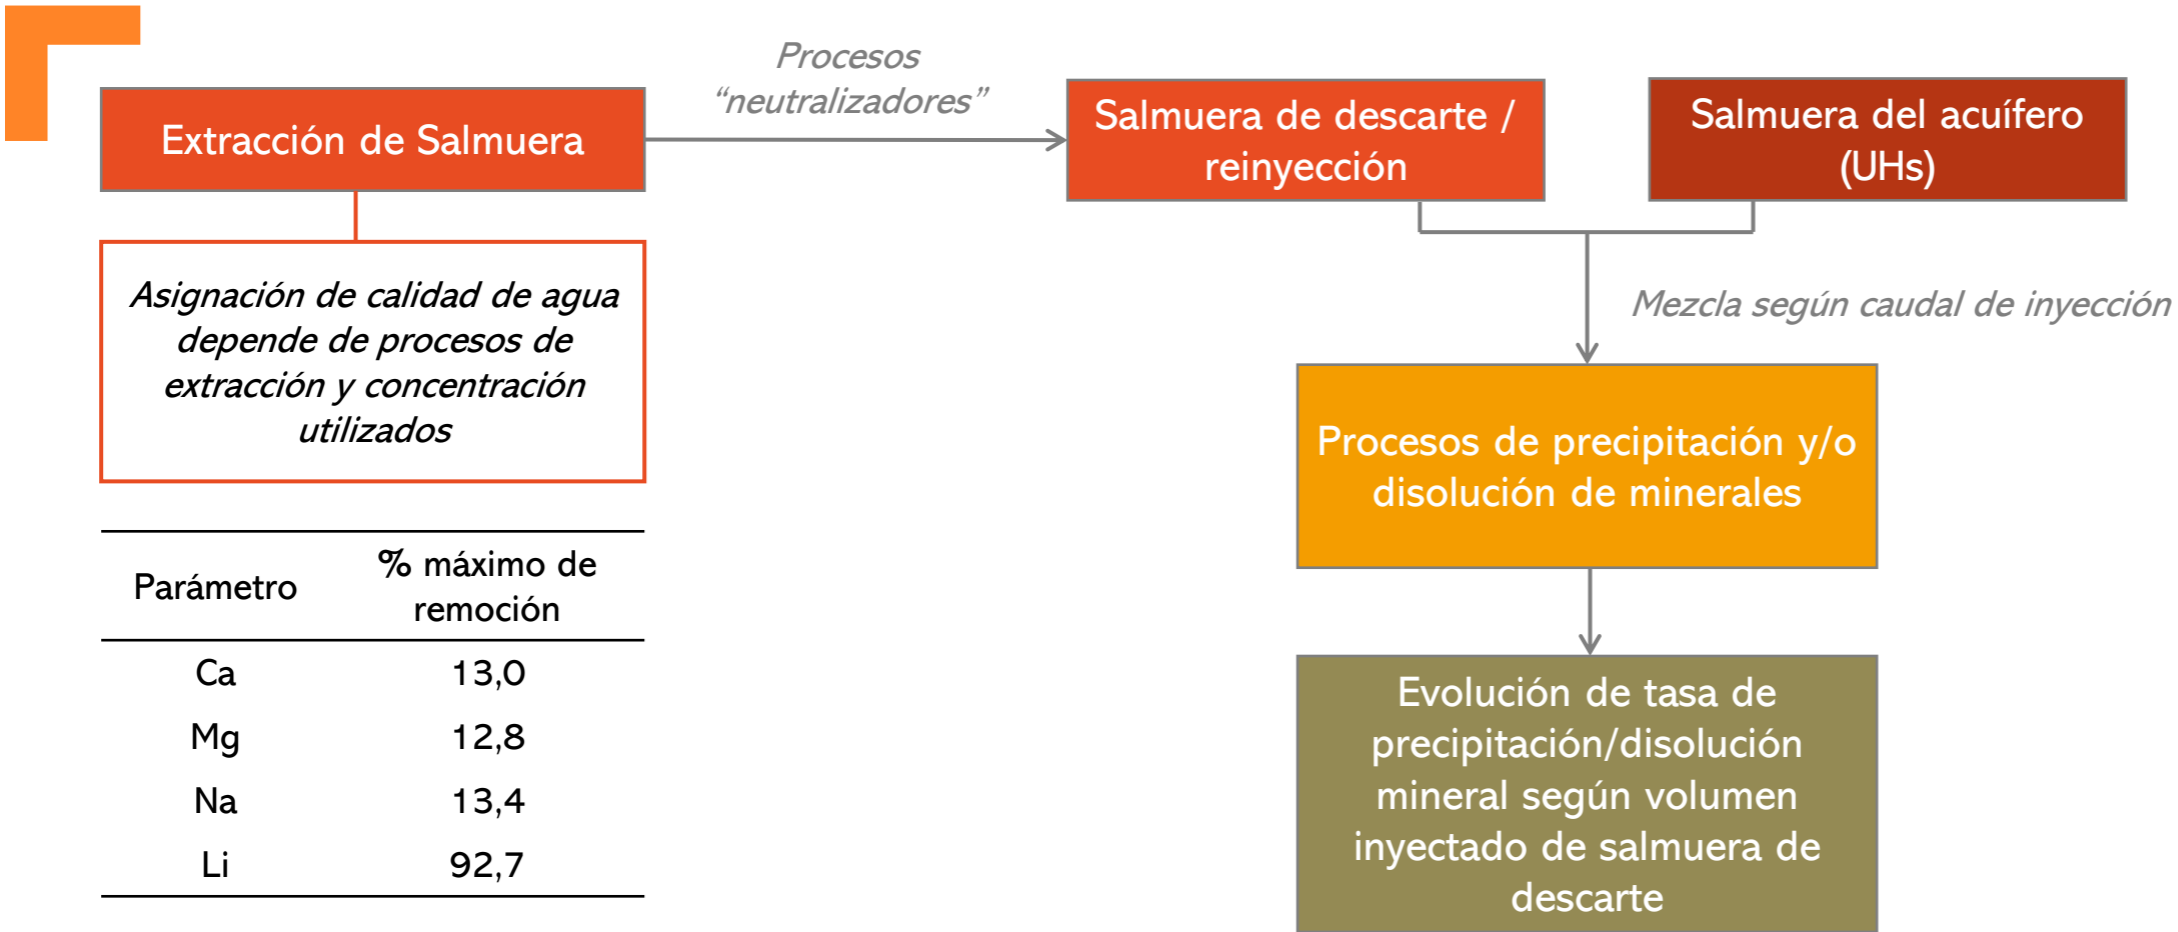 Extracción de Salmuera
Procesos
“neutralizadores”
Salmuera de descarte /
reinyección
Salmuera del acuífero
(UHs)
Asignación de calidad de agua
depende de procesos de
extracción y concentración
utilizados
Mezcla según caudal de inyección
Procesos de precipitación y/o
disolución de minerales
Evolución de tasa de
precipitación/disolución
mineral según volumen
inyectado de salmuera de
descarte
Parámetro % máximo de
remoción
Ca 13,0
Mg 12,8
Na 13,4
Li 92,7